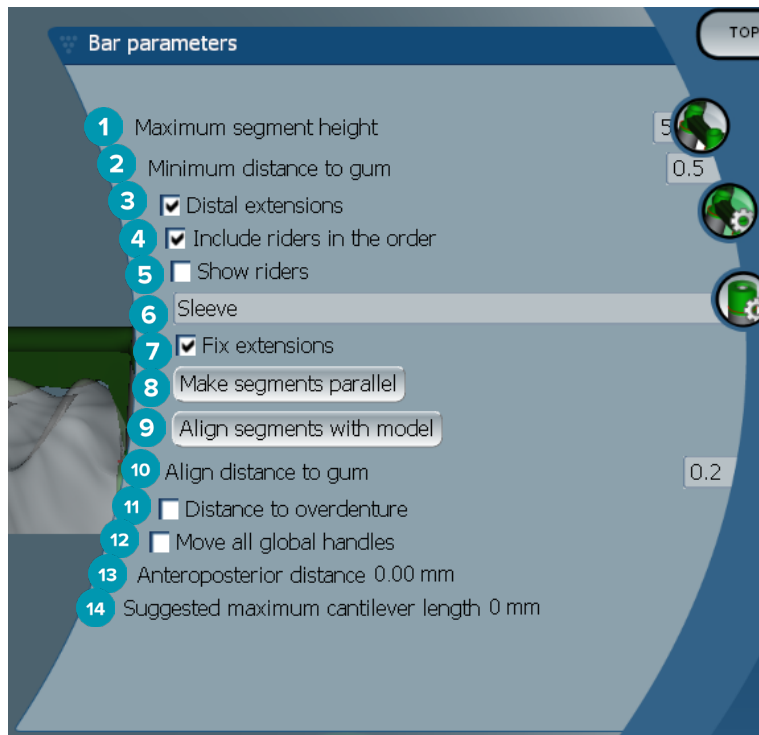 Bar parameters
TOP
1 Maximum segment height 5
2 Minimum distance to gum 0.5
3 Distal extensions
4 Include riders in the order
5 Show riders
6 Sleeve
7 Fix extensions
8 Make segments parallel
9 Align segments with model
10 Align distance to gum 0.2
11 Distance to overdenture
12 Move all global handles
13 Anteroposterior distance 0.00 mm
14 Suggested maximum cantilever length 0 mm